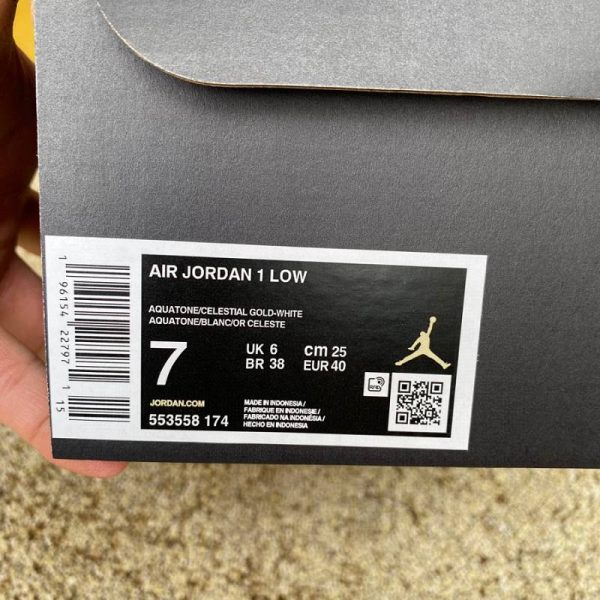 AIR JORDAN 1 LOW
AQUATONE/CELESTIAL GOLD-WHITE
AQUATONE/BLANC/OR CELESTE
7
UK 6 cm 25
BR 38 EUR 40
JORDAN.COM
553558 174
MADE IN INDONESIA /
FABRIQUE EN INDONESIE /
FABRICADO NA INDONÉSIA /
HECHO EN INDONESIA
1 96154 22797 1 15